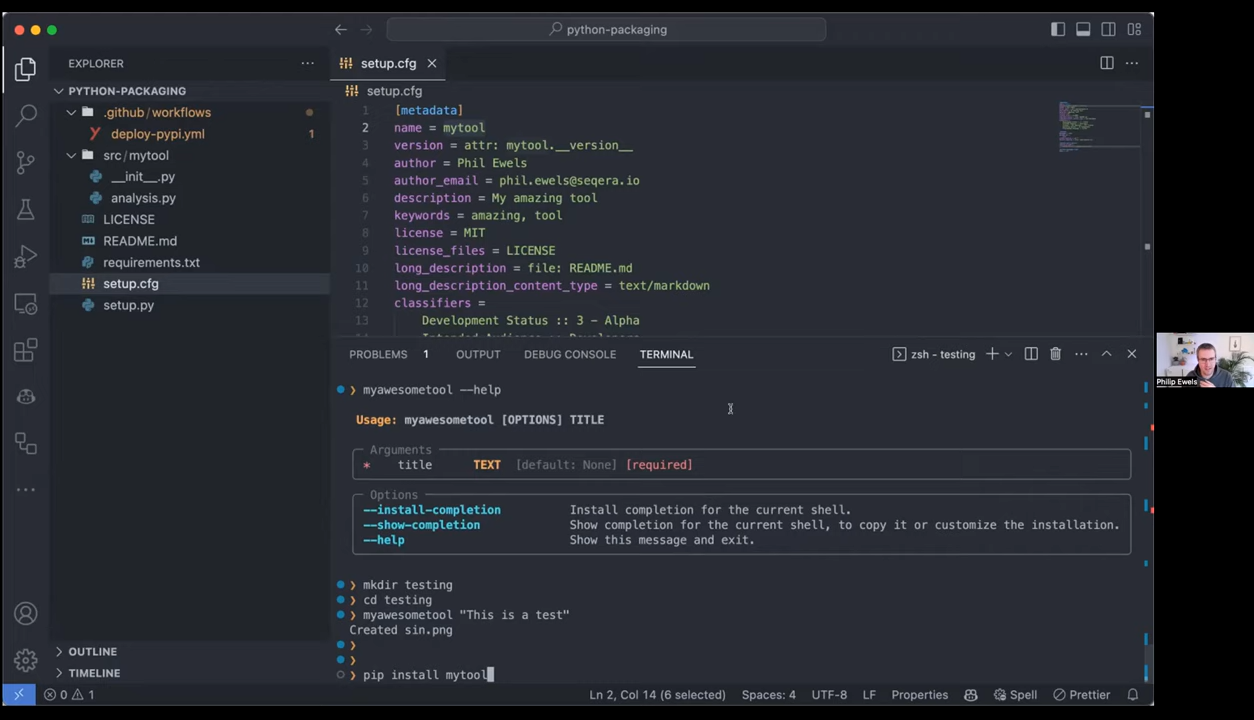 python-packaging
EXPLORER
PYTHON-PACKAGING
.github/workflows
deploy-pypi.yml 1
src/mytool
__init__.py
analysis.py
LICENSE
README.md
requirements.txt
setup.cfg
setup.py
OUTLINE
TIMELINE
setup.cfg
setup.cfg
1 [metadata]
2 name = mytool
3 version = attr: mytool.__version__
4 author = Phil Ewels
5 author_email = phil.ewels@seqera.io
6 description = My amazing tool
7 keywords = amazing, tool
8 license = MIT
9 license_files = LICENSE
10 long_description = file: README.md
11 long_description_content_type = text/markdown
12 classifiers =
13 Development Status :: 3 - Alpha
PROBLEMS 1 OUTPUT DEBUG CONSOLE TERMINAL zsh - testing
❯ myawesometool --help
Usage: myawesometool [OPTIONS] TITLE
Arguments
* title TEXT [default: None] [required]
Options
--install-completion Install completion for the current shell.
--show-completion Show completion for the current shell, to copy it or customize the installation.
--help Show this message and exit.
❯ mkdir testing
❯ cd testing
❯ myawesometool "This is a test"
Created sin.png
❯
❯
❯ pip install mytool
0 1 Ln 2, Col 14 (6 selected) Spaces: 4 UTF-8 LF Properties Spell Prettier
Philip Ewels